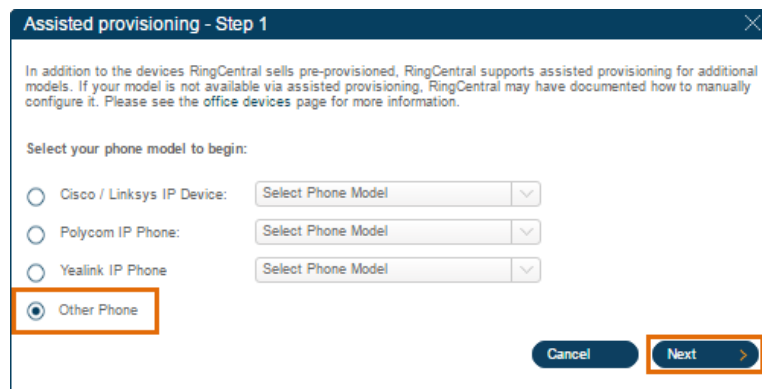 Assisted provisioning - Step 1
In addition to the devices RingCentral sells pre-provisioned, RingCentral supports assisted provisioning for additional
models. If your model is not available via assisted provisioning, RingCentral may have documented how to manually
configure it. Please see the office devices page for more information.
Select your phone model to begin:
Cisco / Linksys IP Device: Select Phone Model
Polycom IP Phone: Select Phone Model
Yealink IP Phone Select Phone Model
Other Phone
Cancel Next